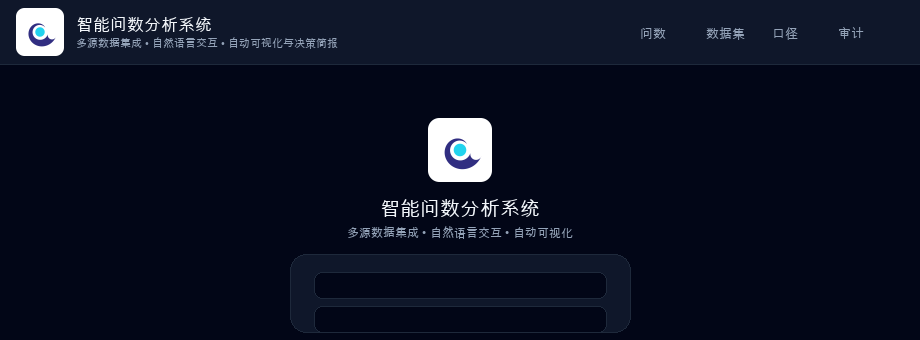 智能问数分析系统
多源数据集成 • 自然语言交互 • 自动可视化与决策简报
问数 数据集 口径 审计
智能问数分析系统
多源数据集成 • 自然语言交互 • 自动可视化